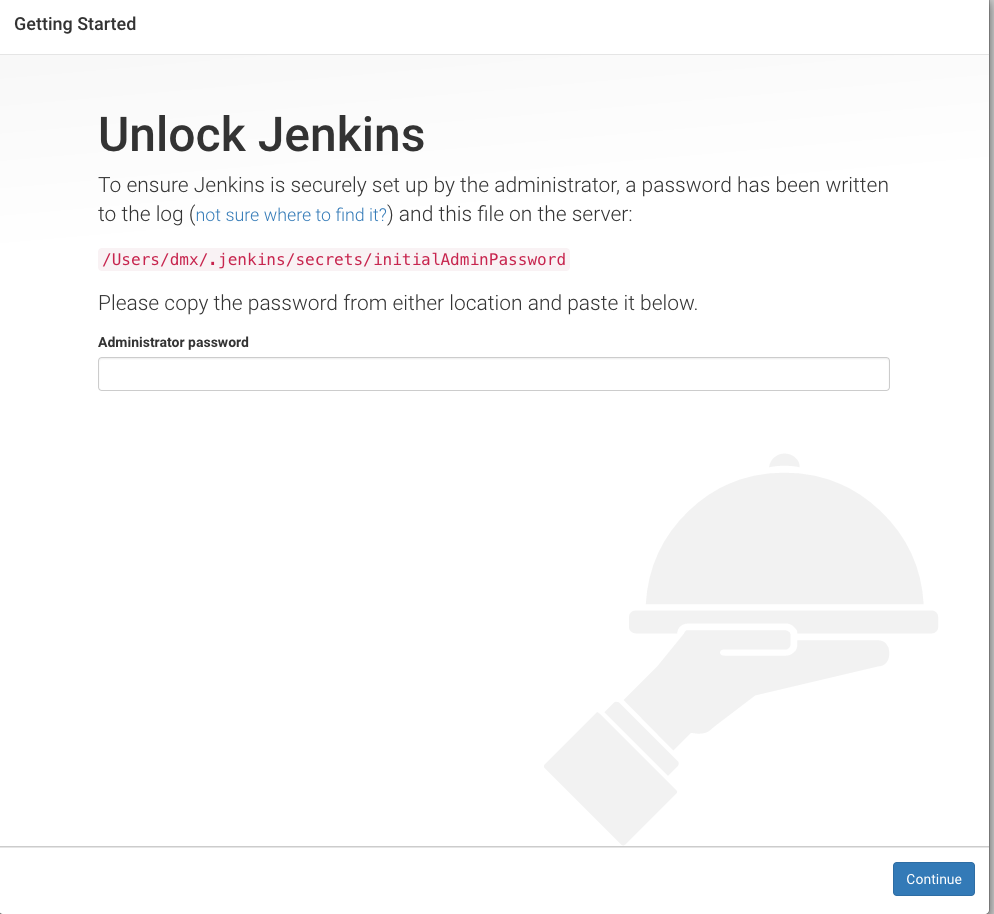 Getting Started
Unlock Jenkins
To ensure Jenkins is securely set up by the administrator, a password has been written
to the log (not sure where to find it?) and this file on the server:
/Users/dmx/.jenkins/secrets/initialAdminPassword
Please copy the password from either location and paste it below.
Administrator password
Continue